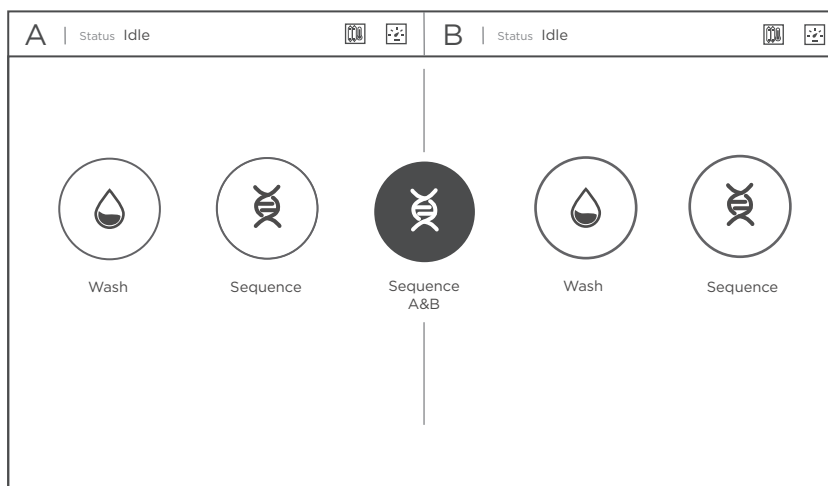 A | Status Idle
B | Status Idle
Wash
Sequence
Sequence
A&B
Wash
Sequence